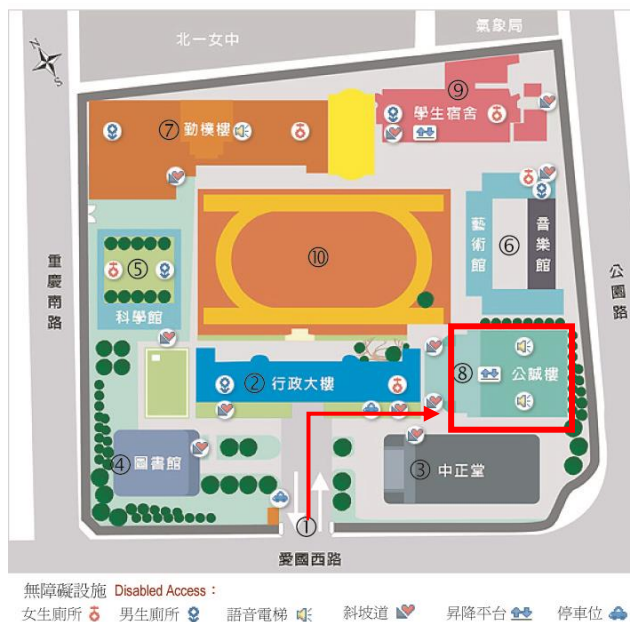 北一女中
氣象局
N
S
⑨
學生宿舍
⑦ 勤樸樓
重慶南路
公園路
藝術館
⑥
音樂館
⑩
⑤
科學館
② 行政大樓
⑧ 公誠樓
④ 圖書館
③ 中正堂
①
愛國西路
無障礙設施 Disabled Access：
女生廁所 男生廁所 語音電梯 斜坡道 昇降平台 停車位